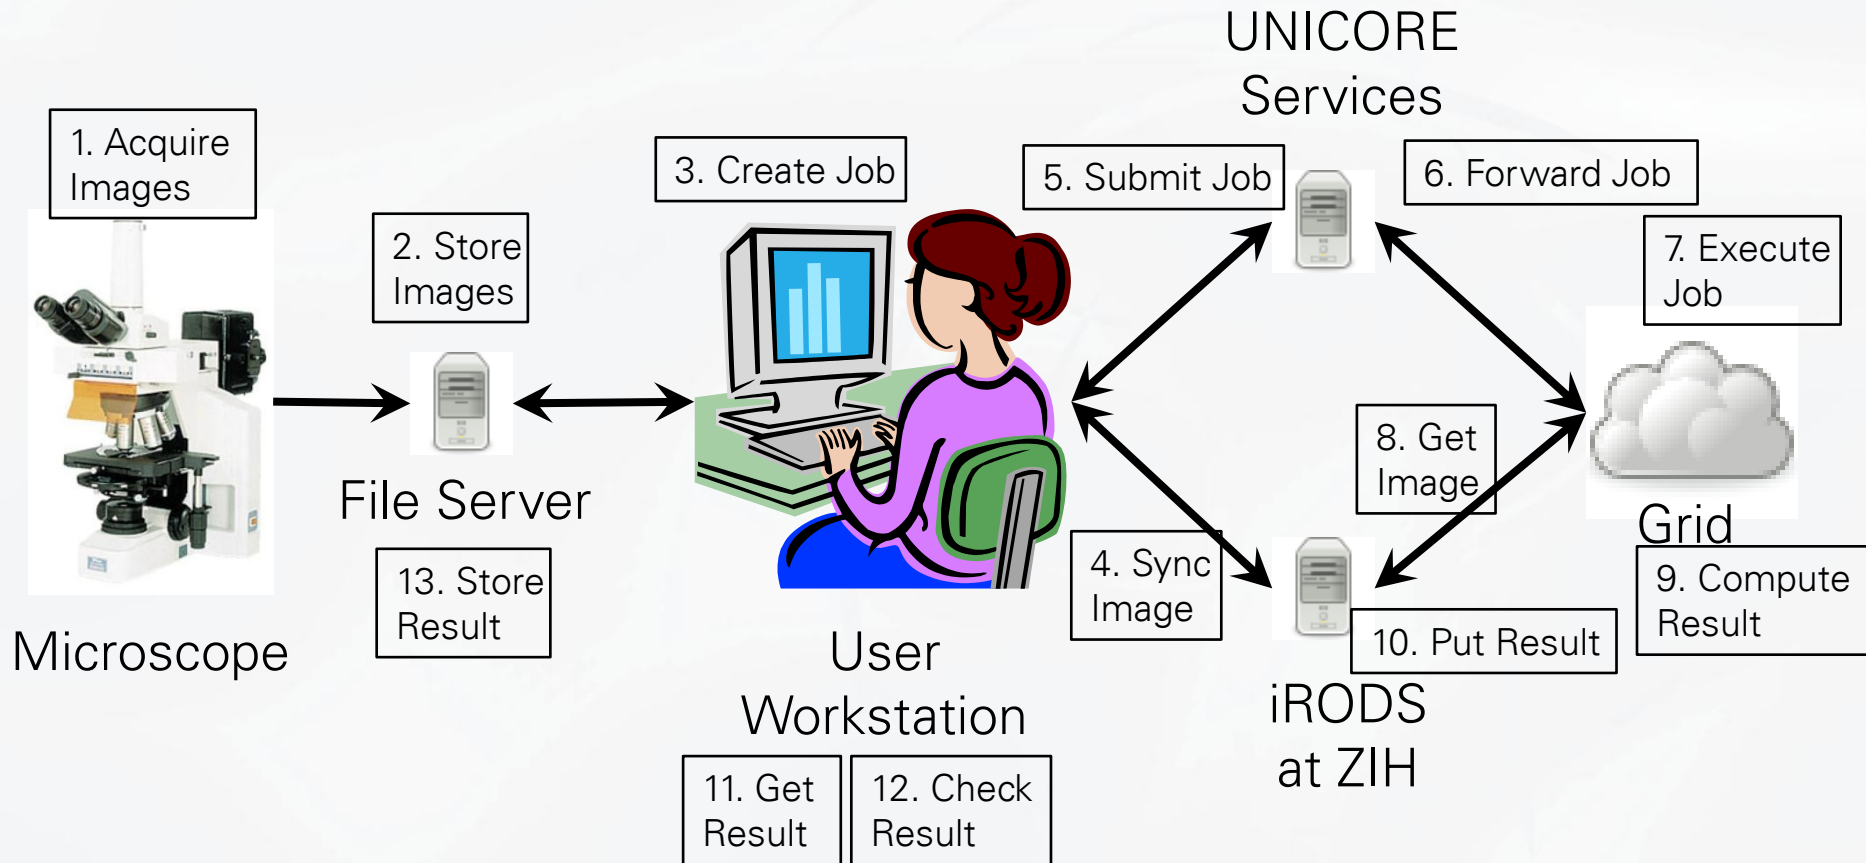 UNICORE
Services
1. Acquire
Images
2. Store
Images
3. Create Job
5. Submit Job
6. Forward Job
7. Execute
Job
8. Get
Image
File Server
Grid
4. Sync
Image
9. Compute
Result
13. Store
Result
10. Put Result
Microscope
User
Workstation
iRODS
at ZIH
11. Get
Result
12. Check
Result